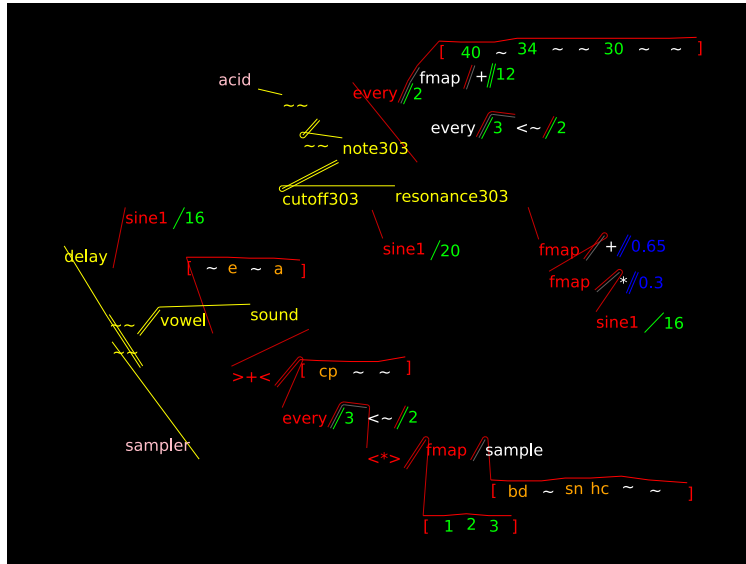 [ 40 ~ 34 ~ ~ 30 ~ ~ ]
acid fmap + 12
every 2
~~
every 3 <~ 2
~~ note303
cutoff303 resonance303
sine1 16
sine1 20
fmap + 0.65
delay
[ ~ e ~ a ]
fmap * 0.3
~~ vowel sound
sine1 16
~~
>+< [ cp ~ ~ ]
every 3 <~ 2
sampler
<*> fmap sample
[ bd ~ sn hc ~ ~ ]
[ 1 2 3 ]